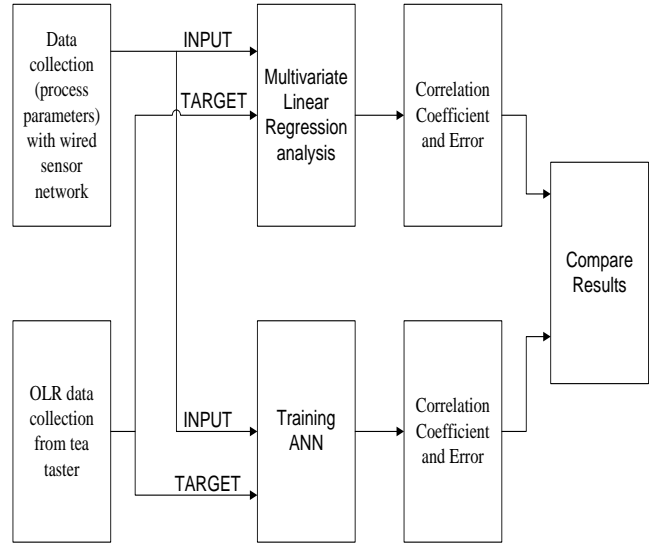 Data
collection
(process
parameters)
with wired
sensor
network
INPUT
TARGET
Multivariate
Linear
Regression
analysis
Correlation
Coefficient
and Error
Compare
Results
OLR data
collection
from tea
taster
INPUT
TARGET
Training
ANN
Correlation
Coefficient
and Error